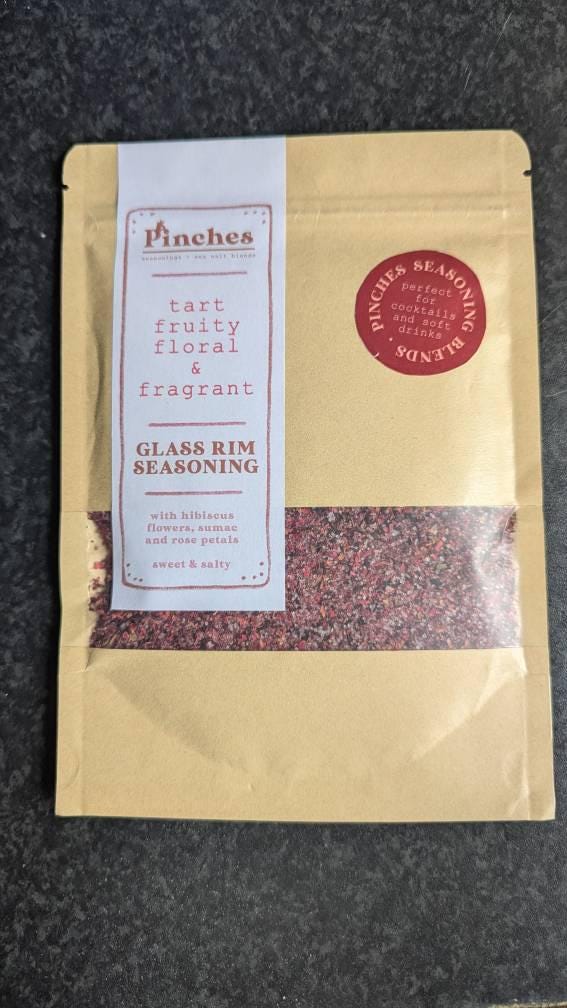 Pinches
seasonings + sea salt blends
tart
fruity
floral
&
fragrant
GLASS RIM
SEASONING
with hibiscus
flowers, sumac
and rose petals
sweet & salty
PINCHES SEASONING BLENDS •
perfect
for
cocktails
and soft
drinks